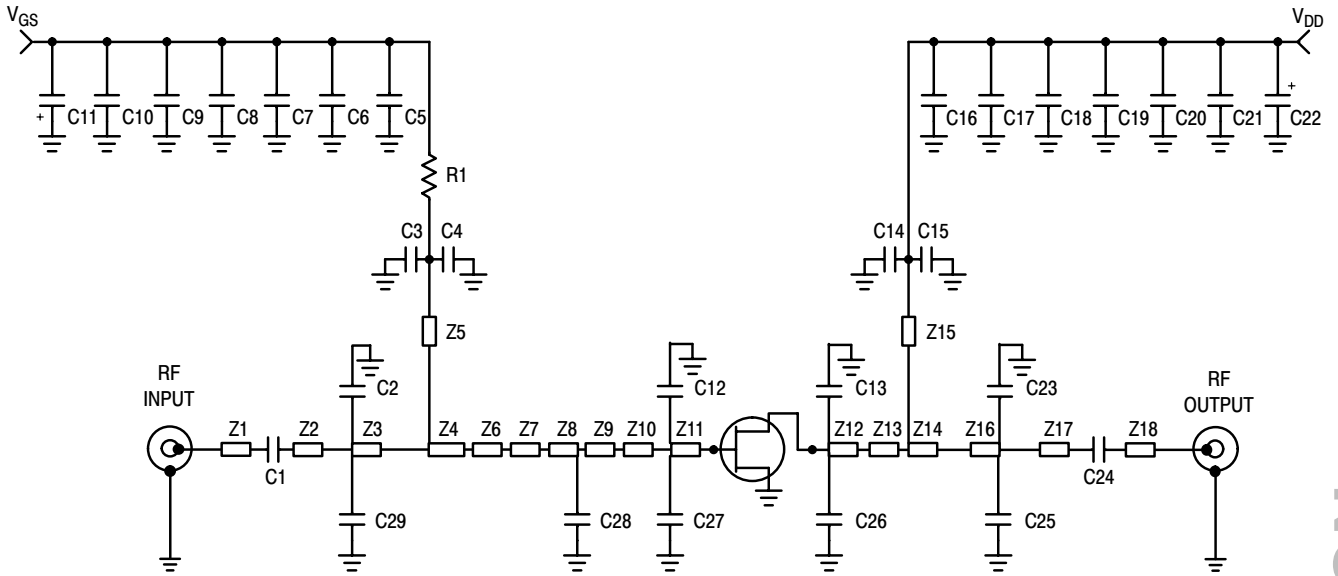 V_GS
V_DD
+ C11 C10 C9 C8 C7 C6 C5
C16 C17 C18 C19 C20 C21 + C22
R1
C3 C4
C14 C15
Z5
Z15
RF
INPUT
C2
C12
C13
C23
RF
OUTPUT
Z1 Z2 Z3 Z4 Z6 Z7 Z8 Z9 Z10 Z11
Z12 Z13 Z14 Z16 Z17 Z18
C1
C24
C29
C28
C27
C26
C25